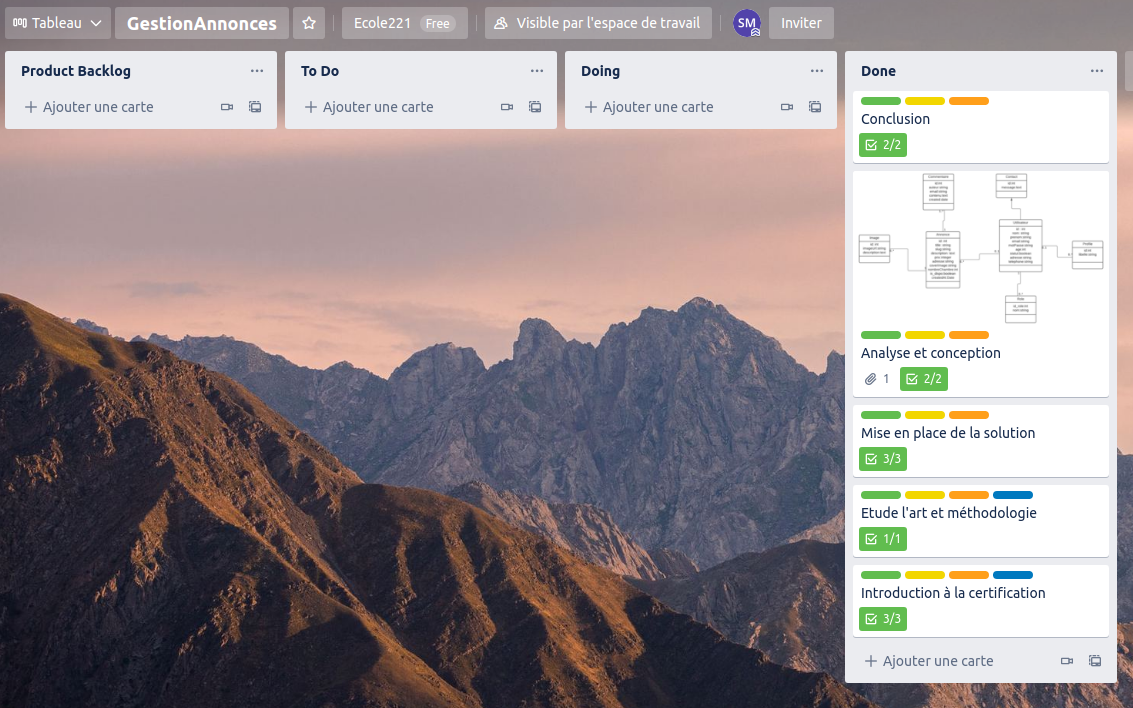 Tableau
GestionAnnonces
Ecole221 Free
Visible par l'espace de travail
SM
Inviter
Product Backlog
Ajouter une carte
To Do
Ajouter une carte
Doing
Ajouter une carte
Done
Conclusion
2/2
Analyse et conception
1
2/2
Mise en place de la solution
3/3
Etude l'art et méthodologie
1/1
Introduction à la certification
3/3
Ajouter une carte